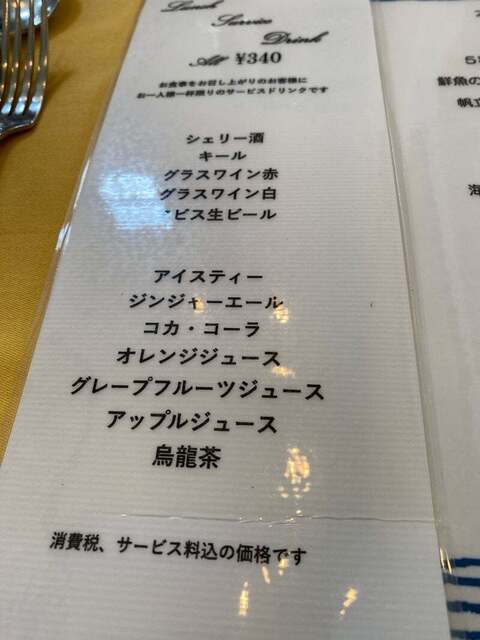 Lunch
Service
Drink
All ¥340
お食事をお召し上がりのお客様に
お一人様一杯限りのサービスドリンクです
シェリー酒
キール
グラスワイン赤
グラスワイン白
ビス生ビール
アイスティー
ジンジャーエール
コカ・コーラ
オレンジジュース
グレープフルーツジュース
アップルジュース
烏龍茶
消費税、サービス料込の価格です
鮮魚の
帆立
海